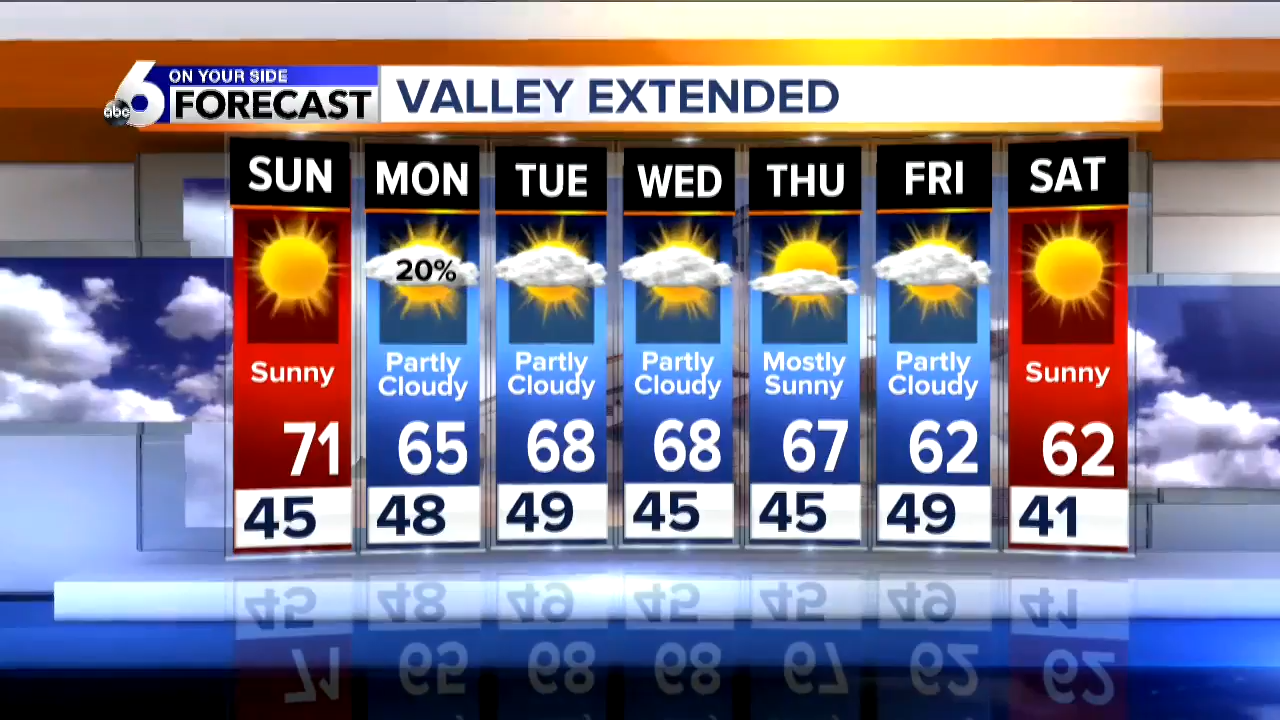 abc 6 ON YOUR SIDE
FORECAST
VALLEY EXTENDED
SUN MON TUE WED THU FRI SAT
20%
Sunny Partly Cloudy Partly Cloudy Partly Cloudy Mostly Sunny Partly Cloudy Sunny
71 65 68 68 67 62 62
45 48 49 45 45 49 41